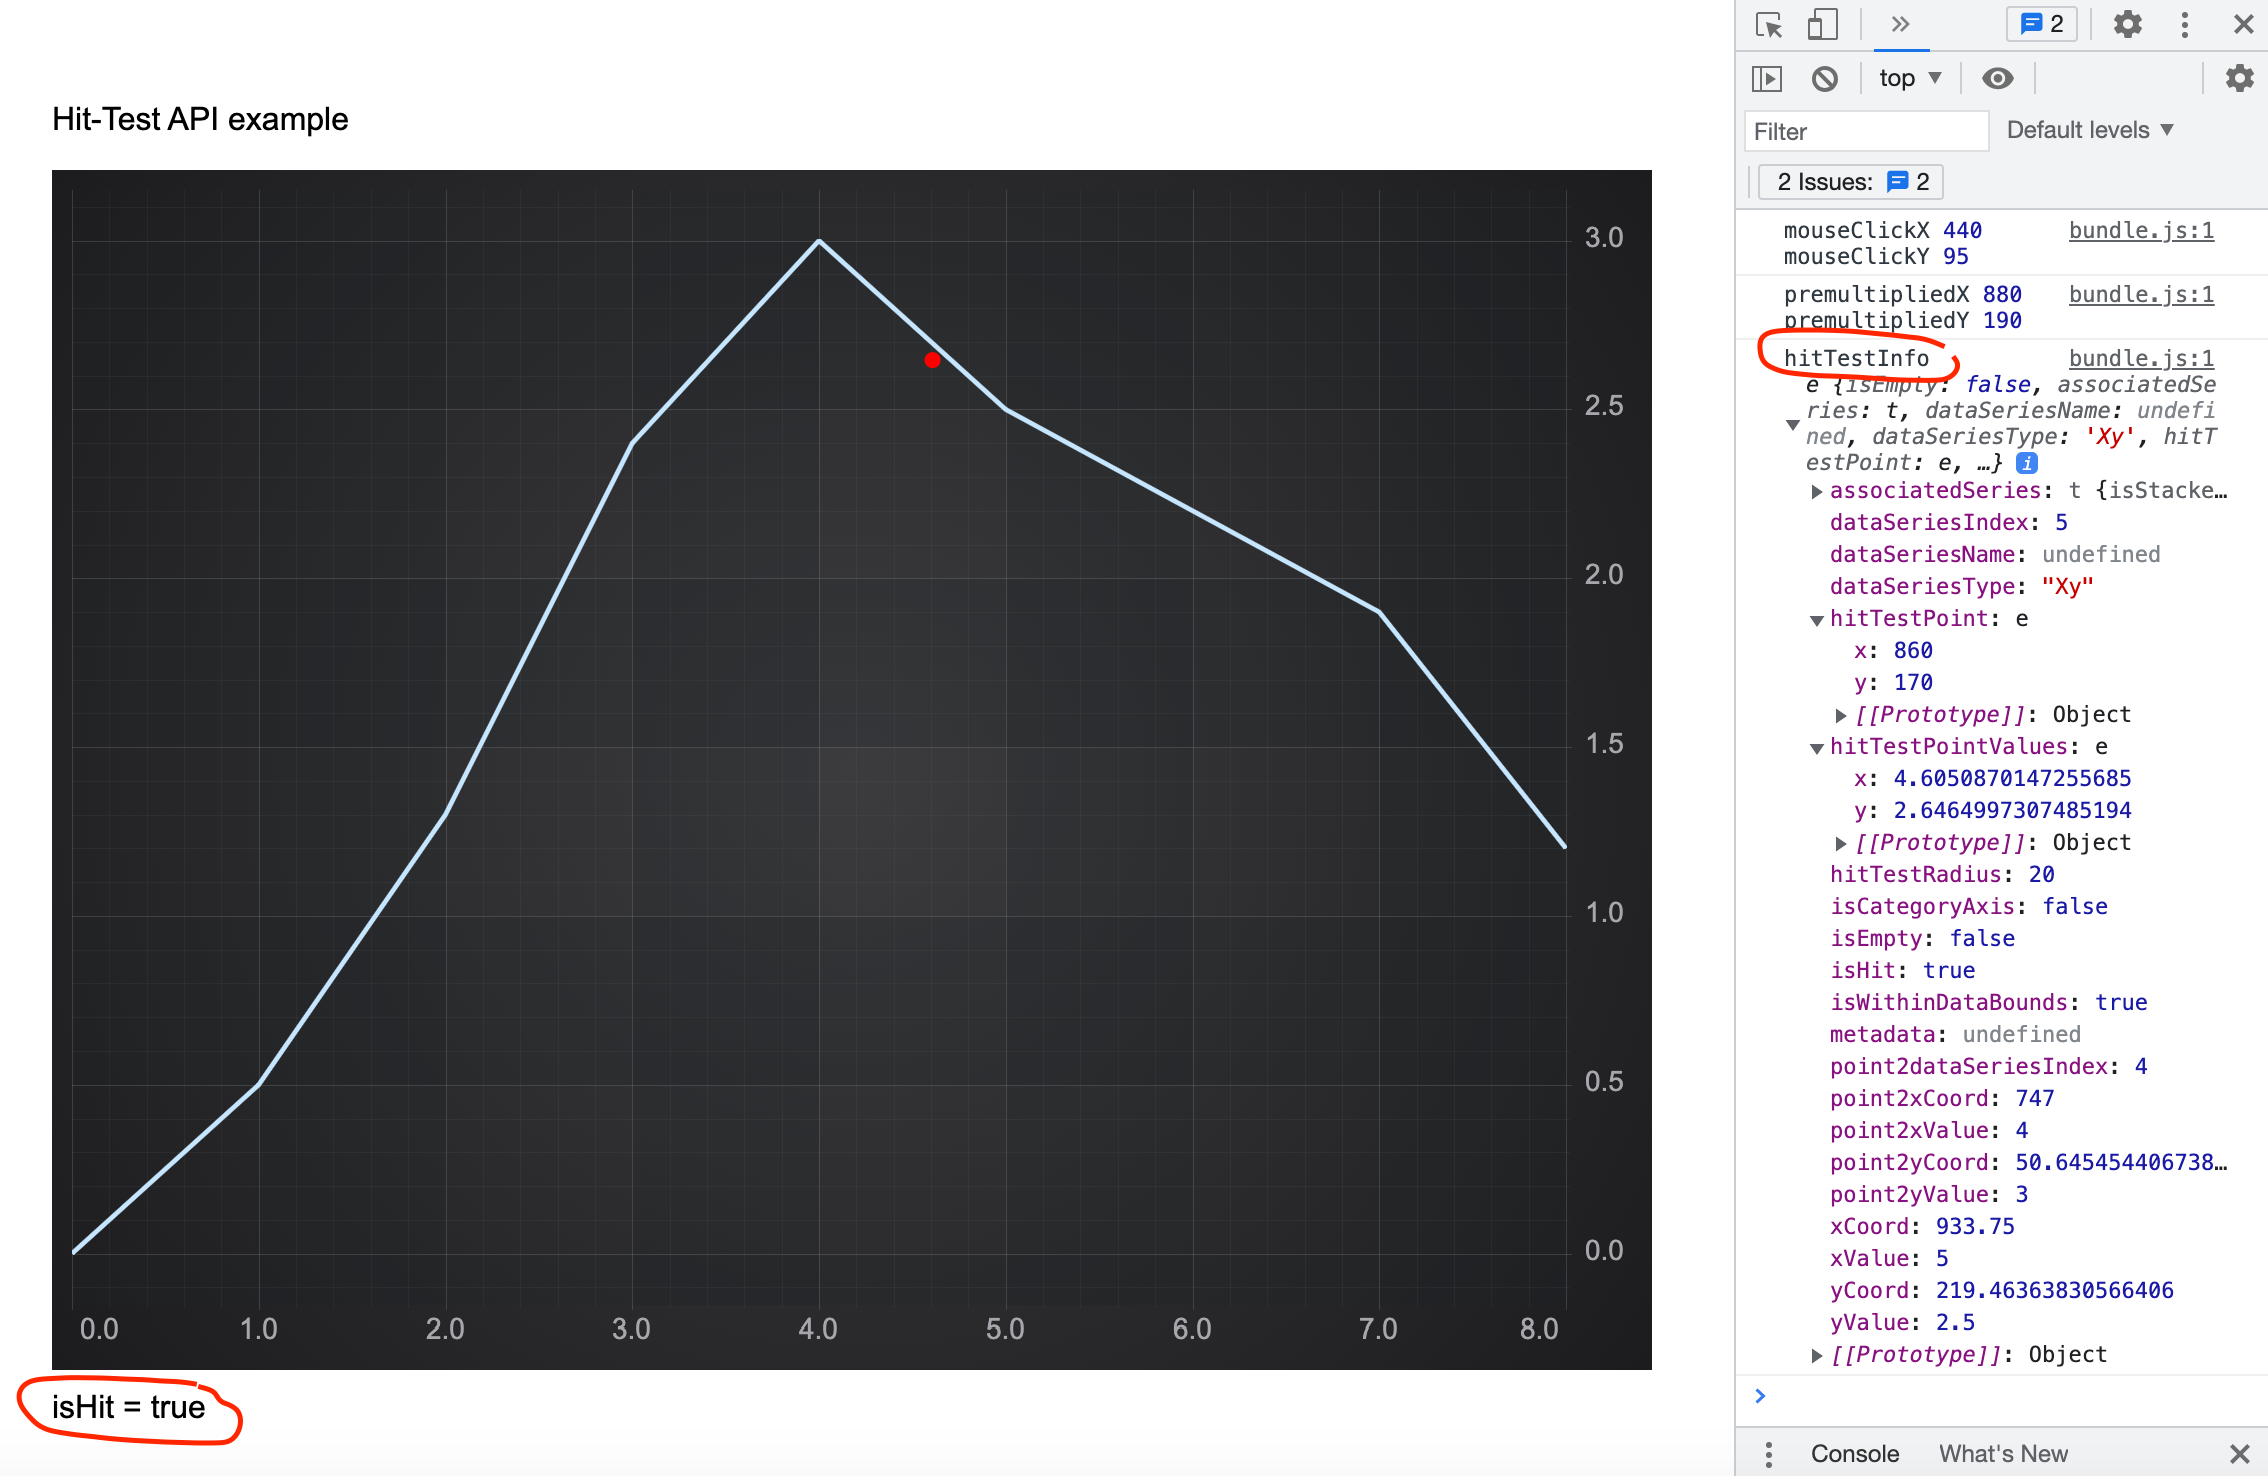 Hit-Test API example
3.0
2.5
2.0
1.5
1.0
0.5
0.0
0.0 1.0 2.0 3.0 4.0 5.0 6.0 7.0 8.0
isHit = true
2
top
Filter Default levels
2 Issues: 2
mouseClickX 440 bundle.js:1
mouseClickY 95
premultipliedX 880 bundle.js:1
premultipliedY 190
hitTestInfo bundle.js:1
e {isEmpty: false, associatedSe
ries: t, dataSeriesName: undefi
ned, dataSeriesType: 'Xy', hitT
estPoint: e, …} i
associatedSeries: t {isStacke…
dataSeriesIndex: 5
dataSeriesName: undefined
dataSeriesType: "Xy"
hitTestPoint: e
x: 860
y: 170
[[Prototype]]: Object
hitTestPointValues: e
x: 4.6050870147255685
y: 2.6464997307485194
[[Prototype]]: Object
hitTestRadius: 20
isCategoryAxis: false
isEmpty: false
isHit: true
isWithinDataBounds: true
metadata: undefined
point2dataSeriesIndex: 4
point2xCoord: 747
point2xValue: 4
point2yCoord: 50.645454406738…
point2yValue: 3
xCoord: 933.75
xValue: 5
yCoord: 219.46363830566406
yValue: 2.5
[[Prototype]]: Object
Console What's New